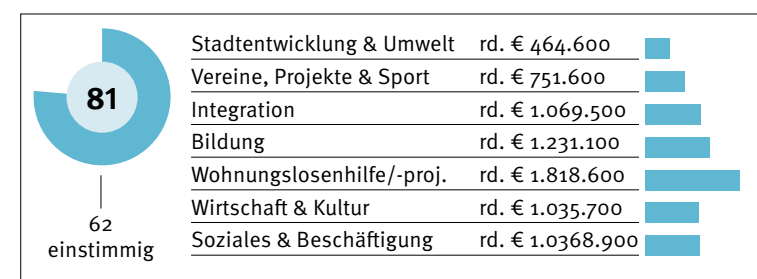 81
62
einstimmig
Stadtentwicklung & Umwelt rd. € 464.600
Vereine, Projekte & Sport rd. € 751.600
Integration rd. € 1.069.500
Bildung rd. € 1.231.100
Wohnungslosenhilfe/-proj. rd. € 1.818.600
Wirtschaft & Kultur rd. € 1.035.700
Soziales & Beschäftigung rd. € 1.0368.900